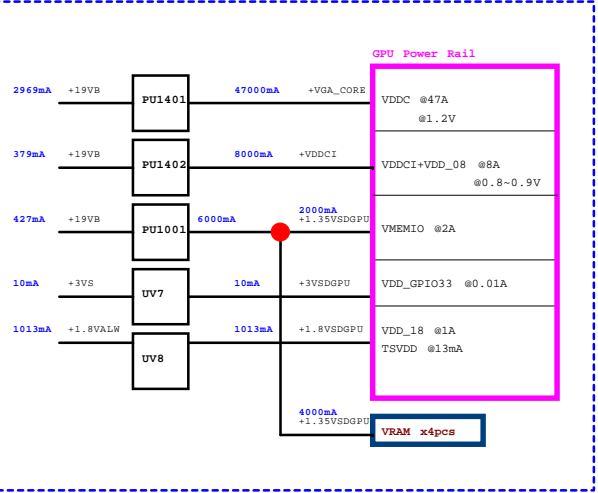 GPU Power Rail
2969mA +19VB PU1401 47000mA +VGA_CORE VDDC @47A
@1.2V
379mA +19VB PU1402 8000mA +VDDCI VDDCI+VDD_08 @8A
@0.8~0.9V
427mA +19VB PU1001 6000mA 2000mA
+1.35VSDGPU VMEMIO @2A
10mA +3VS UV7 10mA +3VSDGPU VDD_GPIO33 @0.01A
1013mA +1.8VALW UV8 1013mA +1.8VSDGPU VDD_18 @1A
TSVDD @13mA
4000mA
+1.35VSDGPU
VRAM x4pcs